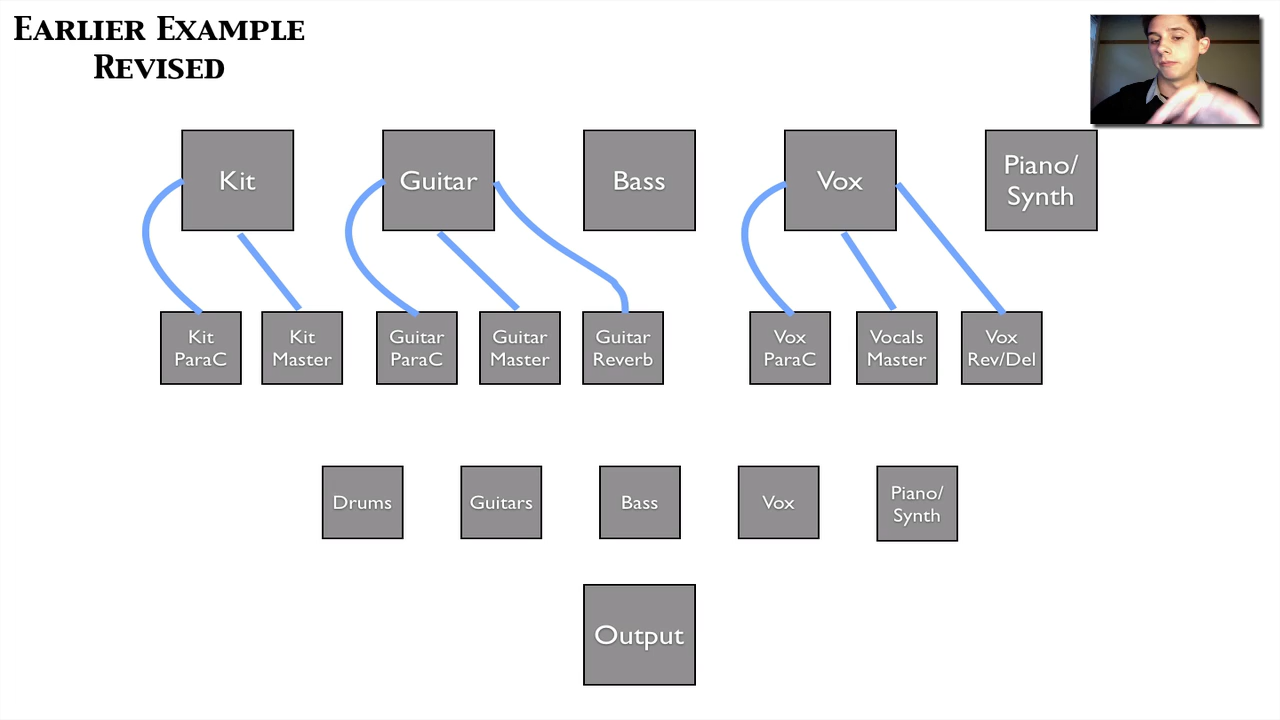 Earlier Example
Revised
Kit
Guitar
Bass
Vox
Piano/
Synth
Kit
ParaC
Kit
Master
Guitar
ParaC
Guitar
Master
Guitar
Reverb
Vox
ParaC
Vocals
Master
Vox
Rev/Del
Drums
Guitars
Bass
Vox
Piano/
Synth
Output